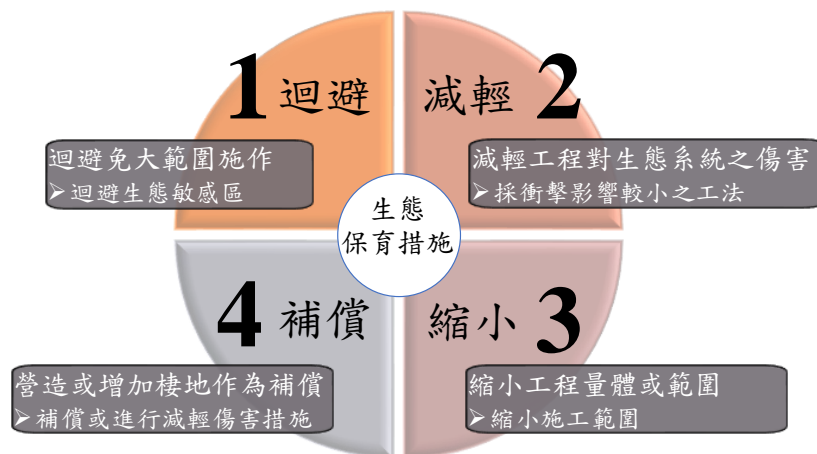 1 迴避
迴避免大範圍施作
➢迴避生態敏感區
減輕 2
減輕工程對生態系統之傷害
➢採衝擊影響較小之工法
生態
保育措施
縮小 3
縮小工程量體或範圍
➢縮小施工範圍
4 補償
營造或增加棲地作為補償
➢補償或進行減輕傷害措施